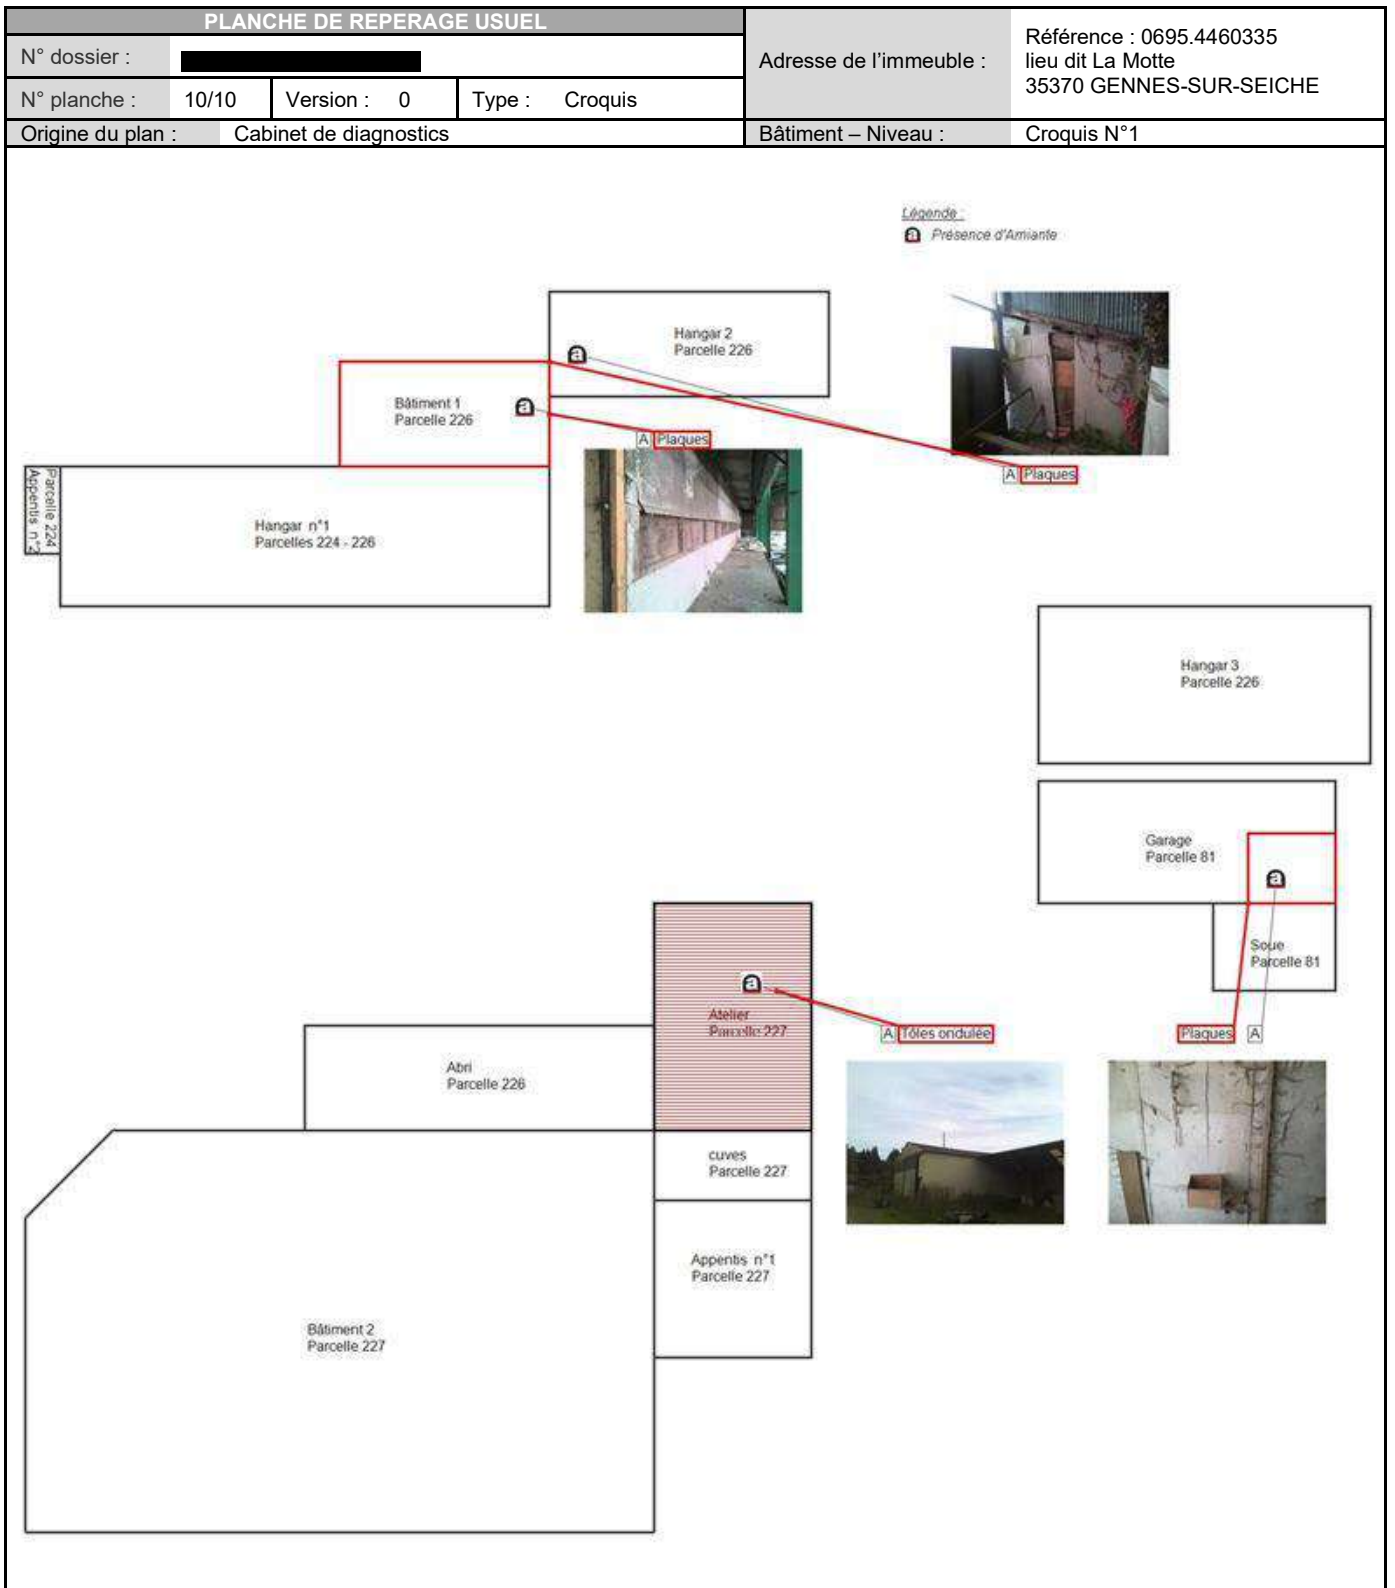 PLANCHE DE REPERAGE USUEL
N° dossier :
Adresse de l'immeuble :
Référence : 0695.4460335
lieu dit La Motte
35370 GENNES-SUR-SEICHE
N° planche :
10/10
Version : 0
Type : Croquis
Origine du plan :
Cabinet de diagnostics
Bâtiment – Niveau :
Croquis N°1
Légende :
a Présence d'Amiante
Hangar 2
Parcelle 226
a
Bâtiment 1
Parcelle 226
a
A Plaques
A Plaques
Parcelle 224
Appentis n°2
Hangar n°1
Parcelles 224 - 226
Hangar 3
Parcelle 226
Garage
Parcelle 81
a
Soue
Parcelle 81
Plaques A
a
Atelier
Parcelle 227
A Tôles ondulée
Abri
Parcelle 226
cuves
Parcelle 227
Appentis n°1
Parcelle 227
Bâtiment 2
Parcelle 227